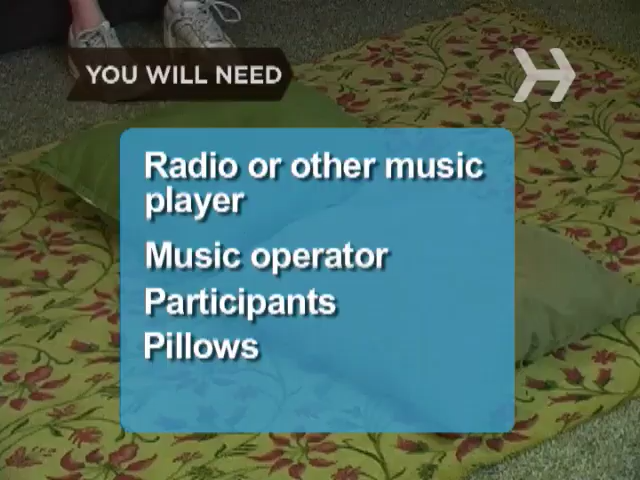 YOU WILL NEED
Radio or other music
player
Music operator
Participants
Pillows